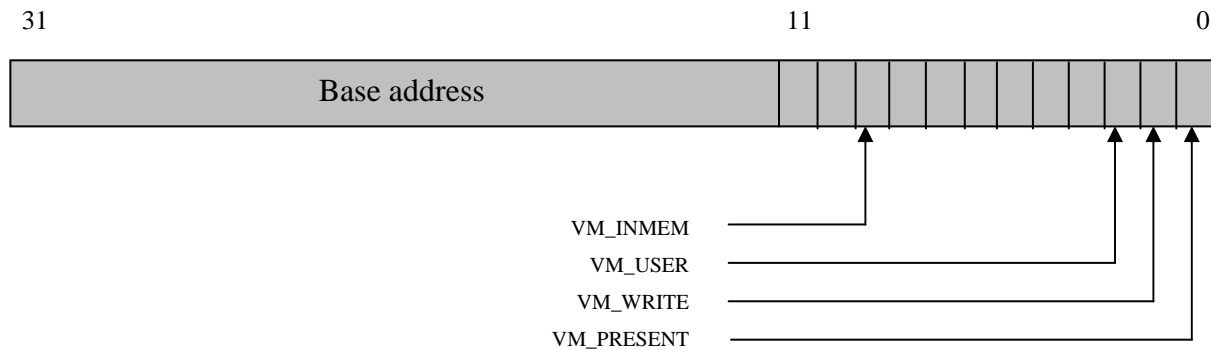 31 11 0
Base address
VM_INMEM
VM_USER
VM_WRITE
VM_PRESENT